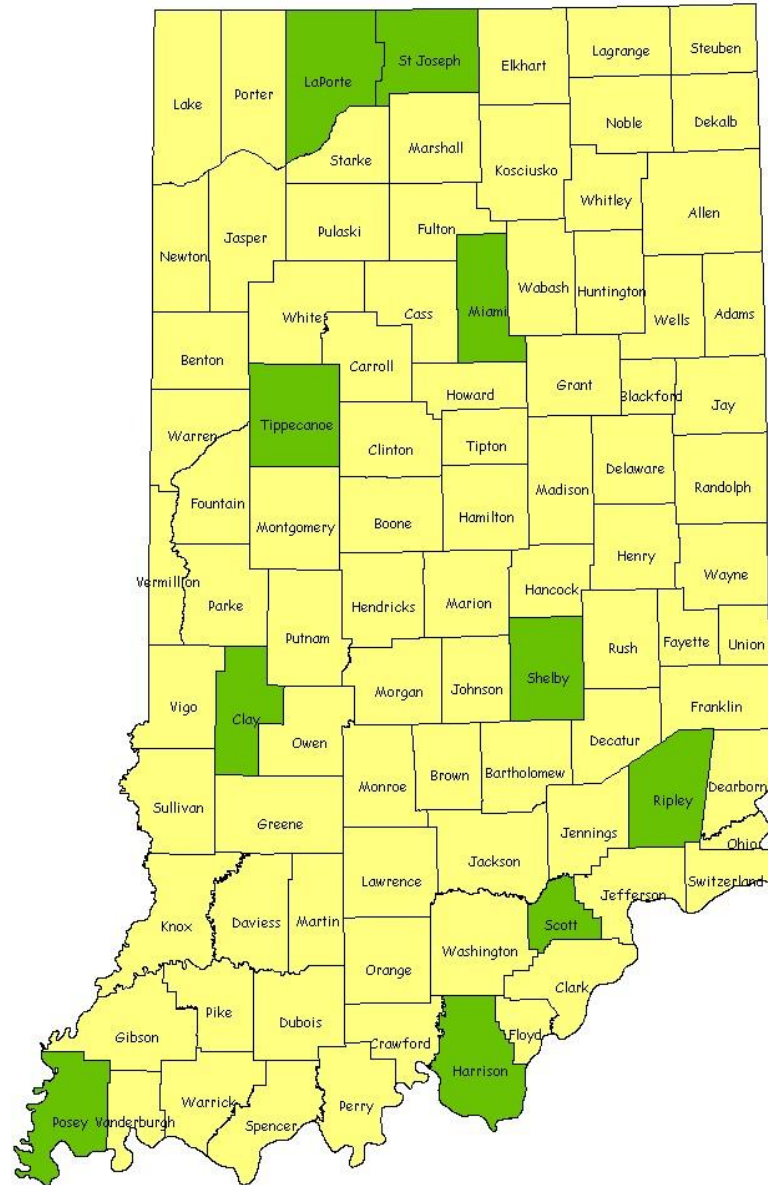 Steuben
Lagrange
St Joseph
Elkhart
LaPorte
Porter
Lake
Noble
Dekalb
Marshall
Starke
Kosciusko
Whitley
Allen
Fulton
Pulaski
Jasper
Newton
Wabash
Huntington
Miami
Cass
White
Wells
Adams
Benton
Carroll
Howard
Grant
Blackford
Jay
Tippecanoe
Warren
Clinton
Tipton
Delaware
Madison
Randolph
Fountain
Montgomery
Boone
Hamilton
Henry
Wayne
Vermillion
Parke
Hendricks
Marion
Hancock
Putnam
Rush
Fayette
Union
Shelby
Morgan
Johnson
Vigo
Clay
Franklin
Owen
Decatur
Monroe
Brown
Bartholomew
Dearborn
Ripley
Sullivan
Greene
Jennings
Ohio
Jackson
Lawrence
Switzerland
Jefferson
Knox
Daviess
Martin
Scott
Washington
Orange
Clark
Pike
Dubois
Gibson
Floyd
Crawford
Harrison
Posey
Vanderburgh
Warrick
Spencer
Perry